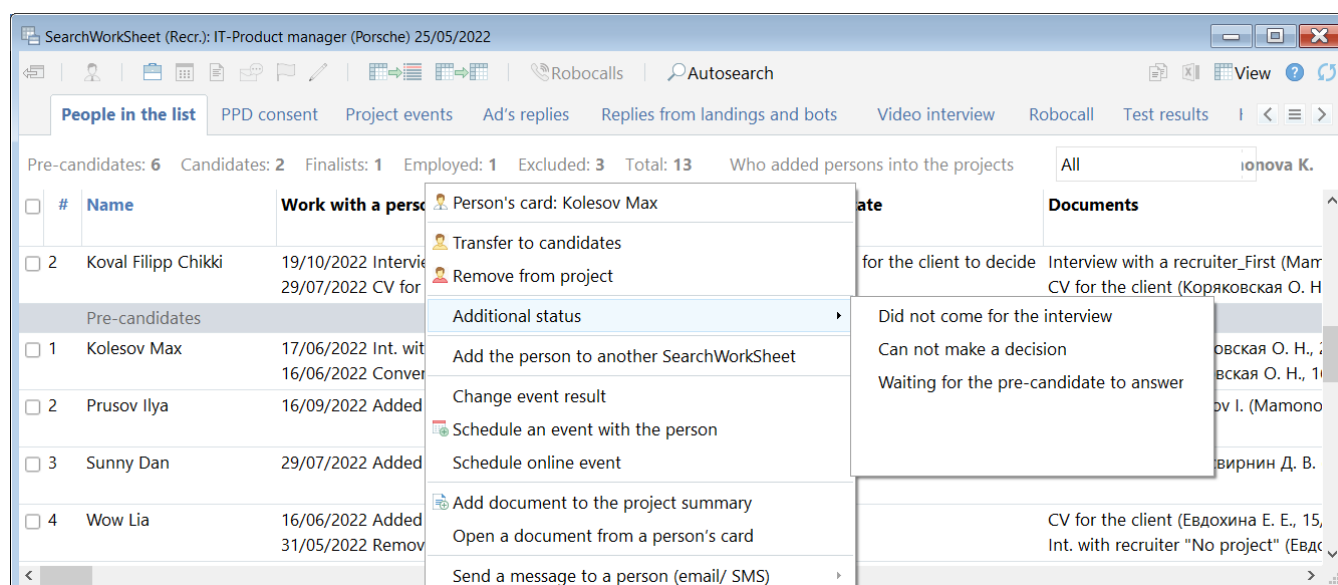 SearchWorkSheet (Recr.): IT-Product manager (Porsche) 25/05/2022
Robocalls Autosearch View
People in the list PPD consent Project events Ad's replies Replies from landings and bots Video interview Robocall Test results
Pre-candidates: 6 Candidates: 2 Finalists: 1 Employed: 1 Excluded: 3 Total: 13 Who added persons into the projects All onova K.
# Name Work with a perso ate Documents
Person's card: Kolesov Max
Transfer to candidates
2 Koval Filipp Chikki 19/10/2022 Intervie for the client to decide Interview with a recruiter_First (Mam
Remove from project
29/07/2022 CV for CV for the client (Коряковская О. Н
Pre-candidates
Additional status
Did not come for the interview
Can not make a decision
Waiting for the pre-candidate to answer
1 Kolesov Max 17/06/2022 Int. wit овская О. Н.,
16/06/2022 Conver вская О. Н., 1
Add the person to another SearchWorkSheet
Change event result
2 Prusov Ilya 16/09/2022 Added ov I. (Mamono
Schedule an event with the person
Schedule online event
3 Sunny Dan 29/07/2022 Added вирнин Д. В.
Add document to the project summary
4 Wow Lia 16/06/2022 Added CV for the client (Евдохина Е. Е., 15,
Open a document from a person's card
31/05/2022 Remov Int. with recruiter "No project" (Евдо
Send a message to a person (email/ SMS)